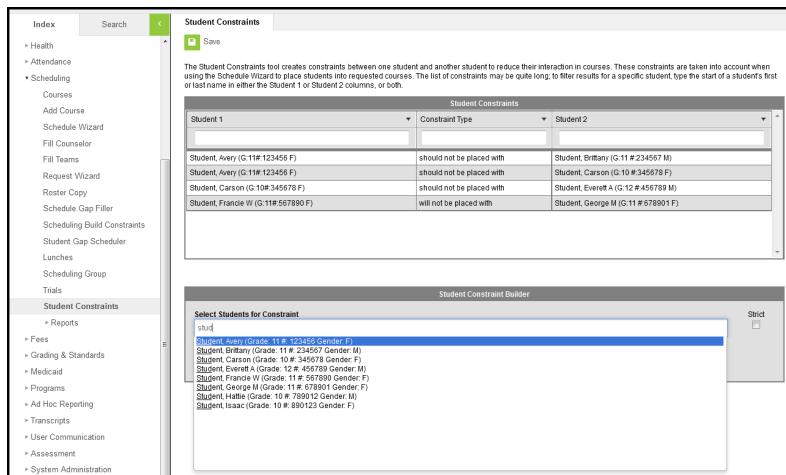 Index
Search
Health
Attendance
Scheduling
Courses
Add Course
Schedule Wizard
Fill Counselor
Fill Teams
Request Wizard
Roster Copy
Schedule Gap Filler
Scheduling Build Constraints
Student Gap Scheduler
Lunches
Scheduling Group
Trials
Student Constraints
Reports
Fees
Grading & Standards
Medicaid
Programs
Ad Hoc Reporting
Transcripts
User Communication
Assessment
System Administration
Student Constraints
Save
The Student Constraints tool creates constraints between one student and another student to reduce their interaction in courses. These constraints are taken into account when
using the Schedule Wizard to place students into requested courses. The list of constraints may be quite long; to filter results for a specific student, type the start of a student's first
or last name in either the Student 1 or Student 2 columns, or both.
Student Constraints
Student 1 Constraint Type Student 2
Student, Avery (G:11#:123456 F) should not be placed with Student, Brittany (G:11 #:234567 M)
Student, Avery (G:11#:123456 F) should not be placed with Student, Carson (G:10 #:345678 F)
Student, Carson (G:10#:345678 F) should not be placed with Student, Everett A (G:12 #:456789 M)
Student, Francie W (G:11#:567890 F) will not be placed with Student, George M (G:11 #:678901 F)
Student Constraint Builder
Select Students for Constraint Strict
stud
Student, Avery (Grade: 11 #: 123456 Gender: F)
Student, Brittany (Grade: 11 #: 234567 Gender: M)
Student, Carson (Grade: 10 #: 345678 Gender: F)
Student, Everett A (Grade: 12 #: 456789 Gender: M)
Student, Francie W (Grade: 11 #: 567890 Gender: F)
Student, George M (Grade: 11 #: 678901 Gender: F)
Student, Hattie (Grade: 10 #: 789012 Gender: M)
Student, Isaac (Grade: 10 #: 890123 Gender: F)